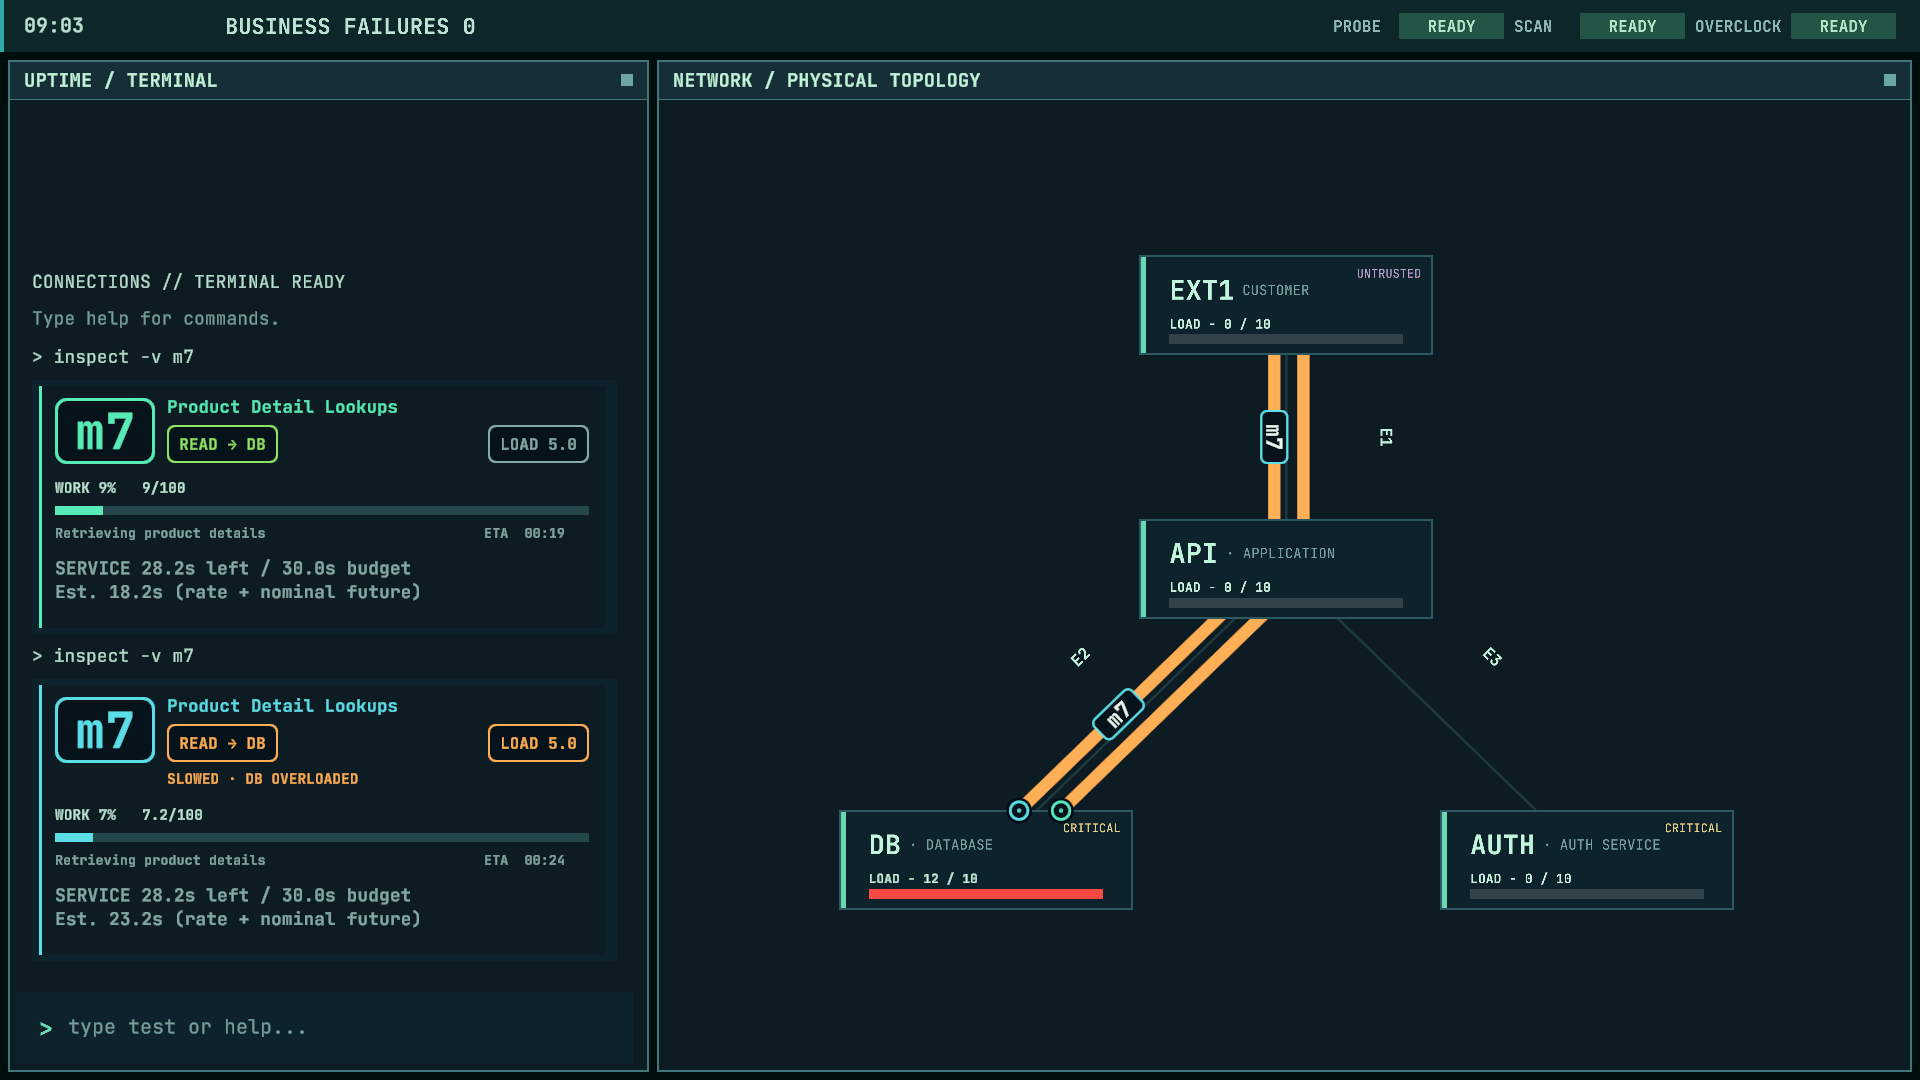 09:03
BUSINESS FAILURES 0
PROBE READY SCAN READY OVERCLOCK READY
UPTIME / TERMINAL
CONNECTIONS // TERMINAL READY
Type help for commands.
> inspect -v m7
m7
Product Detail Lookups
READ → DB
LOAD 5.0
WORK 9% 9/100
Retrieving product details ETA 00:19
SERVICE 28.2s left / 30.0s budget
Est. 18.2s (rate + nominal future)
> inspect -v m7
m7
Product Detail Lookups
READ → DB
LOAD 5.0
SLOWED · DB OVERLOADED
WORK 7% 7.2/100
Retrieving product details ETA 00:24
SERVICE 28.2s left / 30.0s budget
Est. 23.2s (rate + nominal future)
> type test or help...
NETWORK / PHYSICAL TOPOLOGY
UNTRUSTED
EXT1 CUSTOMER
LOAD - 0 / 10
m7
E1
API · APPLICATION
LOAD - 0 / 10
E2
E3
m7
CRITICAL
DB · DATABASE
LOAD - 12 / 10
CRITICAL
AUTH · AUTH SERVICE
LOAD - 0 / 10